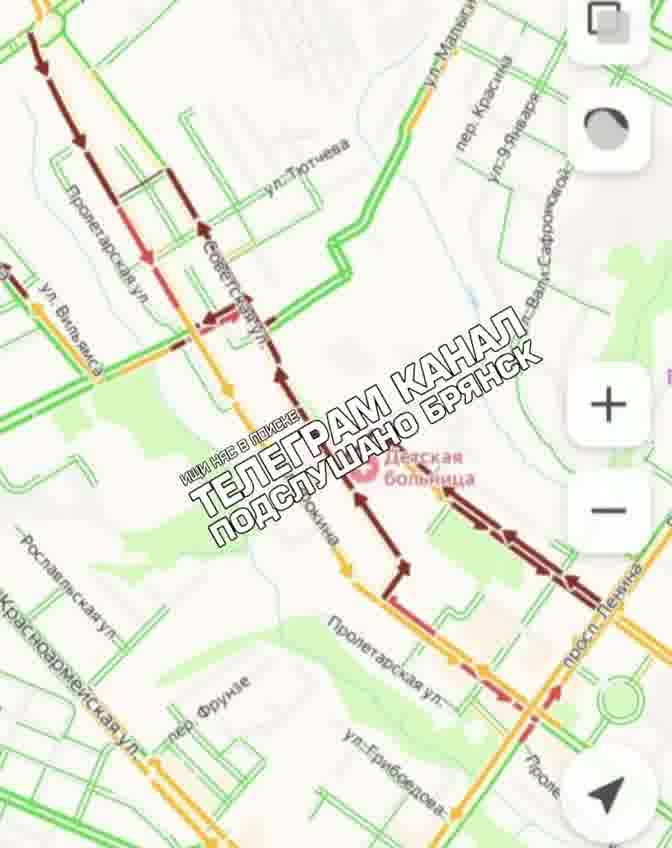 ул. Малыги
пер. Красина
ул. 9 Января
ул. Тютчева
Пролетарская ул.
Советская ул.
ул. Вали Сафроновой
ул. Вильямса
ИЩИ НАС В ПОИСКЕ
ТЕЛЕГРАМ КАНАЛ
ПОДСЛУШАНО БРЯНСК
Детская
больница
Рославльская ул.
Красноармейская ул.
просп. Ленина
Пролетарская ул.
пер. Фрунзе
ул. Грибоедова
Проле